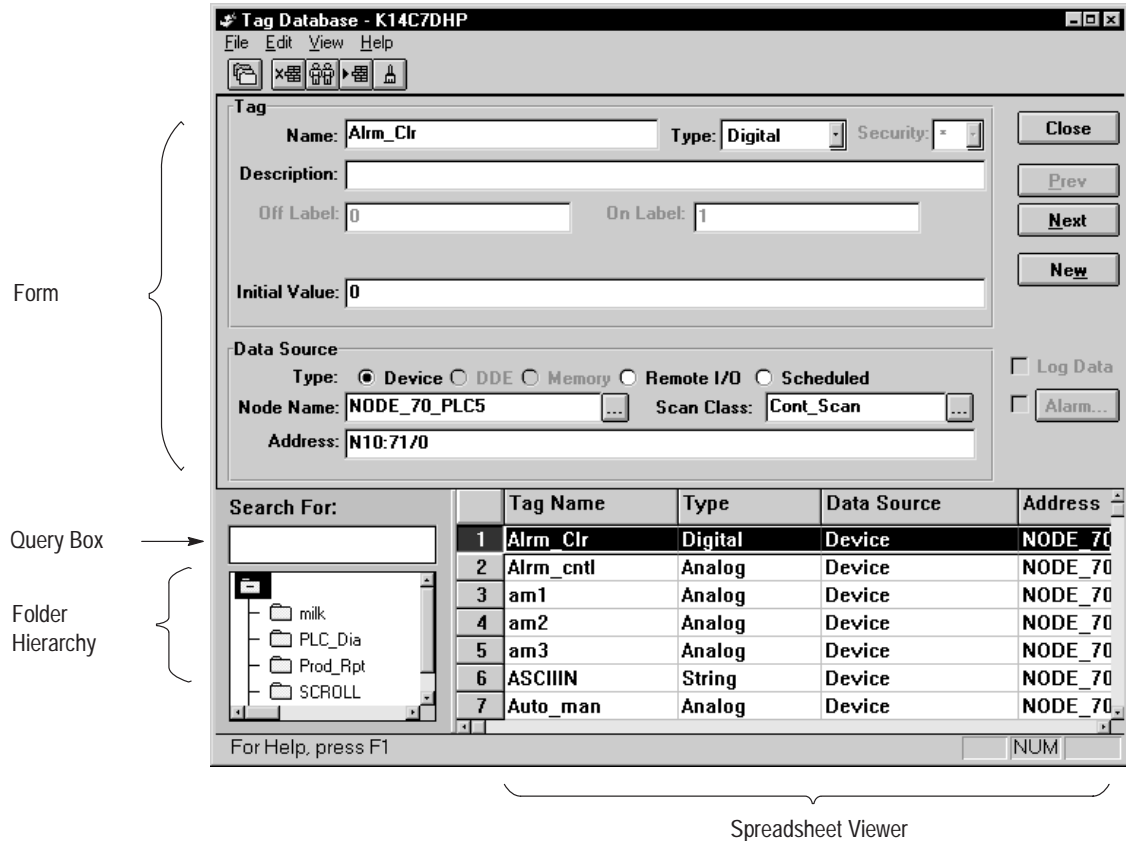 Tag Database - K14C7DHP
File Edit View Help
Tag
Name: Alrm_Clr Type: Digital Security: *
Close
Description:
Prev
Off Label: 0 On Label: 1
Next
New
Form
Initial Value: 0
Data Source
Type: Device DDE Memory Remote I/O Scheduled
Log Data
Node Name: NODE_70_PLC5 ... Scan Class: Cont_Scan ...
Alarm...
Address: N10:71/0
Search For:
Query Box
Folder
Hierarchy
milk
PLC_Dia
Prod_Rpt
SCROLL
Tag Name Type Data Source Address
1 Alrm_Clr Digital Device NODE_70
2 Alrm_cntl Analog Device NODE_70
3 am1 Analog Device NODE_70
4 am2 Analog Device NODE_70
5 am3 Analog Device NODE_70
6 ASCIIIN String Device NODE_70
7 Auto_man Analog Device NODE_70
For Help, press F1 NUM
Spreadsheet Viewer